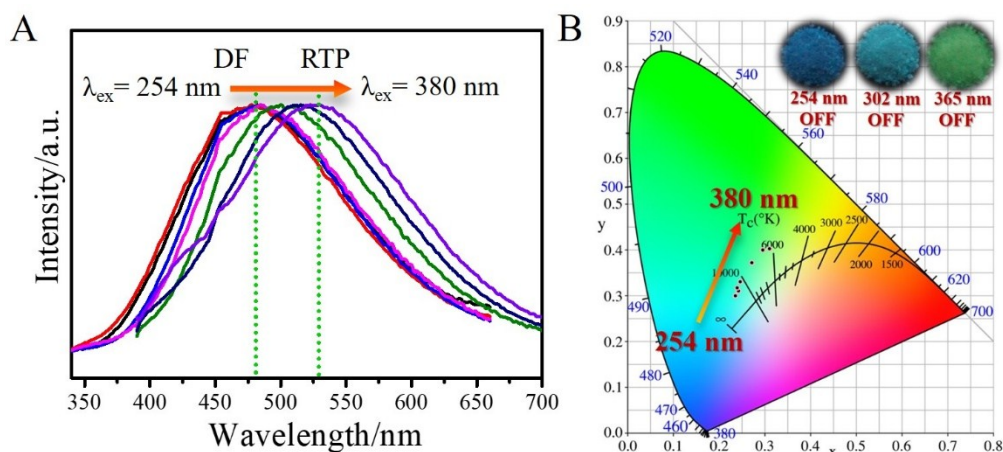 A
DF
RTP
λex= 254 nm
λex= 380 nm
Intensity/a.u.
350
400
450
500
550
600
650
700
Wavelength/nm
B
0.9
0.8
0.7
0.6
0.5
y
0.4
0.3
0.2
0.1
0.0
0.0
0.1
0.2
0.3
0.4
0.5
0.6
0.7
0.8
x
520
540
560
500
580
600
620
700
490
480
470
460
380
254 nm
OFF
302 nm
OFF
365 nm
OFF
380 nm
Tc(°K)
254 nm
∞
10000
6000
4000
3000
2500
2000
1500